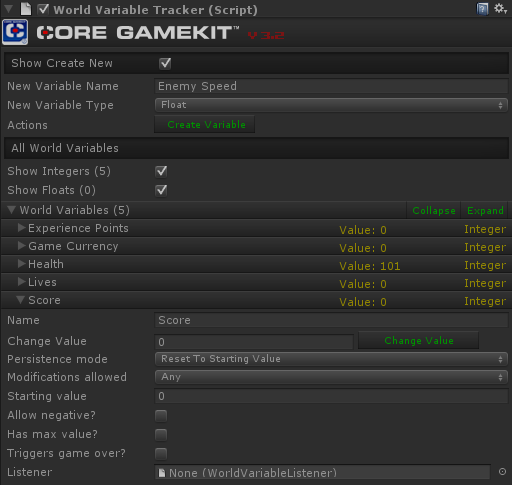 World Variable Tracker (Script)
CORE GAMEKIT™ V 3.2
Show Create New
New Variable Name Enemy Speed
New Variable Type Float
Actions Create Variable
All World Variables
Show Integers (5)
Show Floats (0)
World Variables (5) Collapse Expand
Experience Points Value: 0 Integer
Game Currency Value: 0 Integer
Health Value: 101 Integer
Lives Value: 0 Integer
Score Value: 0 Integer
Name Score
Change Value 0 Change Value
Persistence mode Reset To Starting Value
Modifications allowed Any
Starting value 0
Allow negative?
Has max value?
Triggers game over?
Listener None (WorldVariableListener)